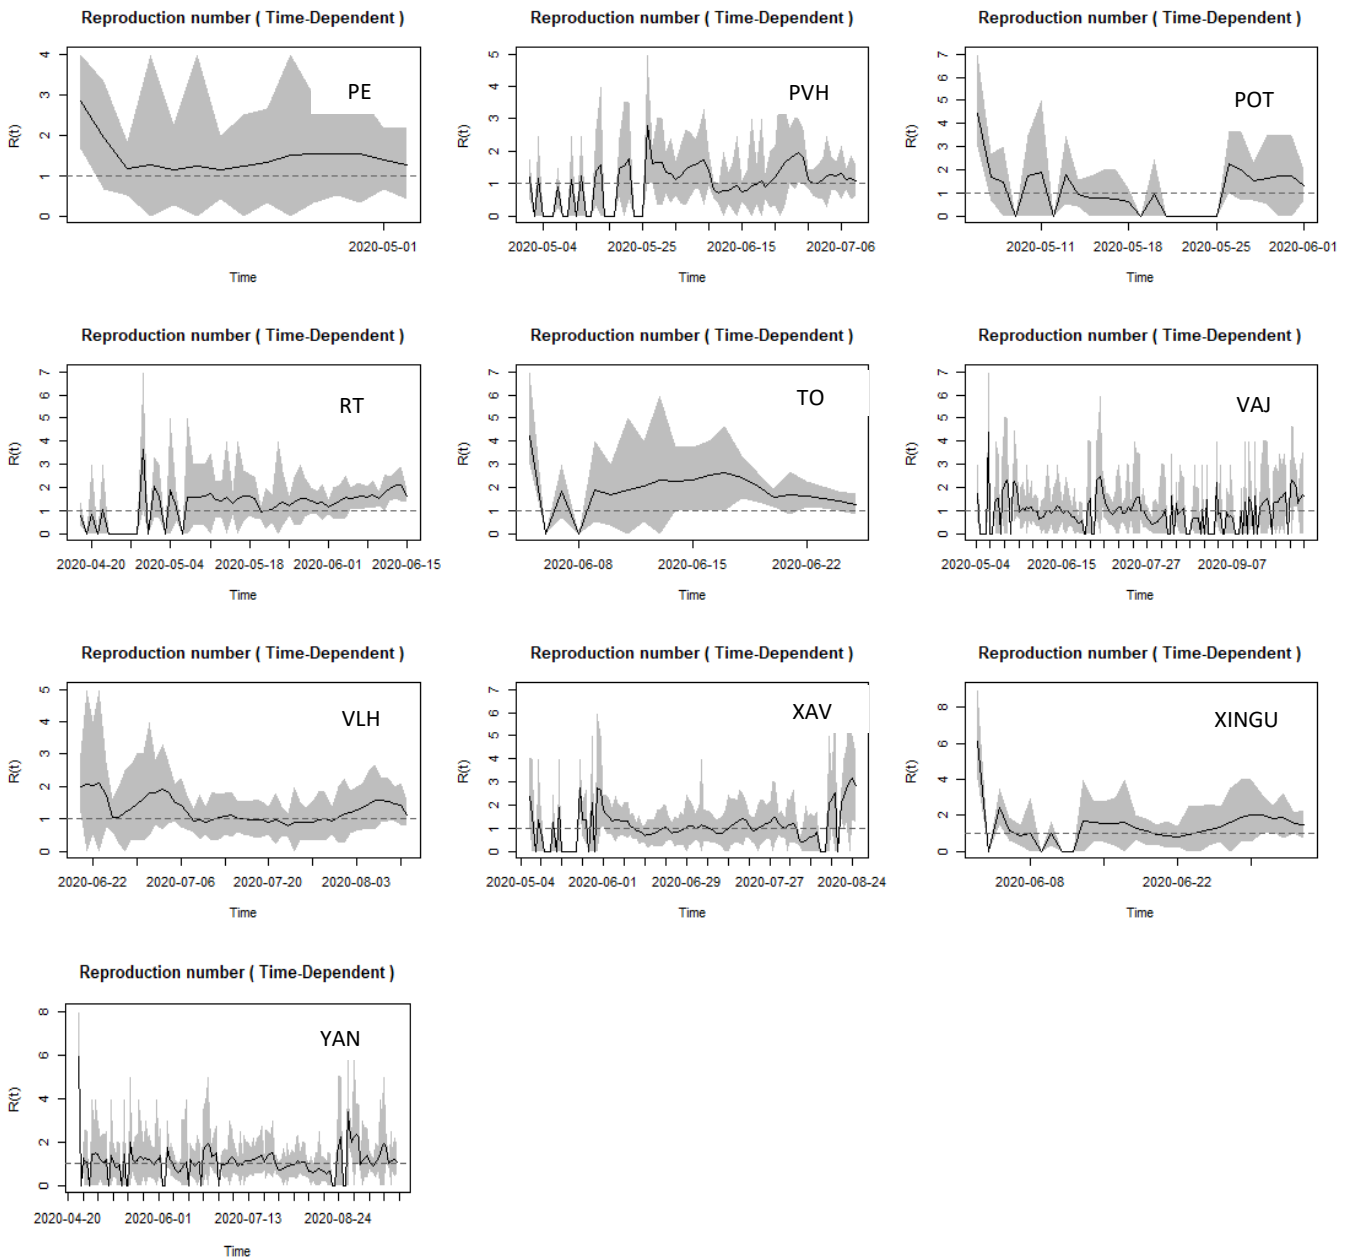 Reproduction number ( Time-Dependent )
R(t)
4
3
2
1
0
PE
2020-05-01
Time
Reproduction number ( Time-Dependent )
R(t)
5
4
3
2
1
0
PVH
2020-05-04 2020-05-25 2020-06-15 2020-07-06
Time
Reproduction number ( Time-Dependent )
R(t)
7
6
5
4
3
2
1
0
POT
2020-05-11 2020-05-18 2020-05-25 2020-06-01
Time
Reproduction number ( Time-Dependent )
R(t)
7
6
5
4
3
2
1
0
RT
2020-04-20 2020-05-04 2020-05-18 2020-06-01 2020-06-15
Time
Reproduction number ( Time-Dependent )
R(t)
7
6
5
4
3
2
1
0
TO
2020-06-08 2020-06-15 2020-06-22
Time
Reproduction number ( Time-Dependent )
R(t)
7
6
5
4
3
2
1
0
VAJ
2020-05-04 2020-06-15 2020-07-27 2020-09-07
Time
Reproduction number ( Time-Dependent )
R(t)
5
4
3
2
1
0
VLH
2020-06-22 2020-07-06 2020-07-20 2020-08-03
Time
Reproduction number ( Time-Dependent )
R(t)
7
6
5
4
3
2
1
0
XAV
2020-05-04 2020-06-01 2020-06-29 2020-07-27 2020-08-24
Time
Reproduction number ( Time-Dependent )
R(t)
8
6
4
2
0
XINGU
2020-06-08 2020-06-22
Time
Reproduction number ( Time-Dependent )
R(t)
8
6
4
2
0
YAN
2020-04-20 2020-06-01 2020-07-13 2020-08-24
Time